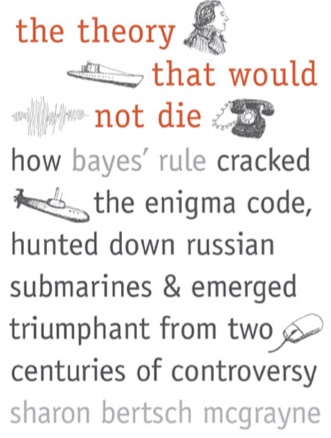 the theory
that would
not die
how bayes' rule cracked
the enigma code,
hunted down russian
submarines & emerged
triumphant from two
centuries of controversy
sharon bertsch mcgrayne